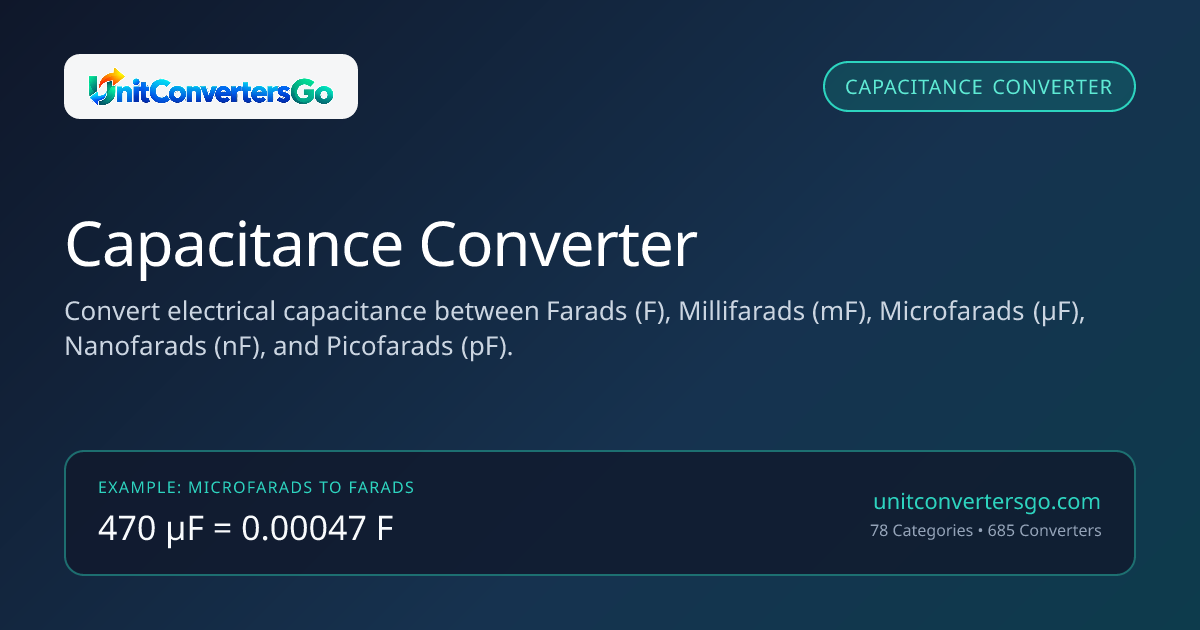 UnitConvertersGo
CAPACITANCE CONVERTER
Capacitance Converter
Convert electrical capacitance between Farads (F), Millifarads (mF), Microfarads (µF),
Nanofarads (nF), and Picofarads (pF).
EXAMPLE: MICROFARADS TO FARADS
470 µF = 0.00047 F
unitconvertersgo.com
78 Categories • 685 Converters